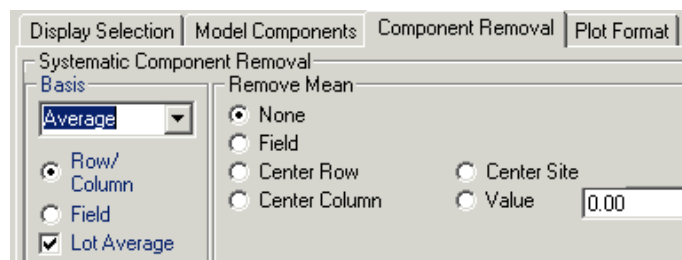 Display Selection Model Components Component Removal Plot Format
Systematic Component Removal
Basis
Remove Mean
Average
None
Field
Row/
Column
Center Row
Center Site
Center Column
Value
0.00
Field
Lot Average